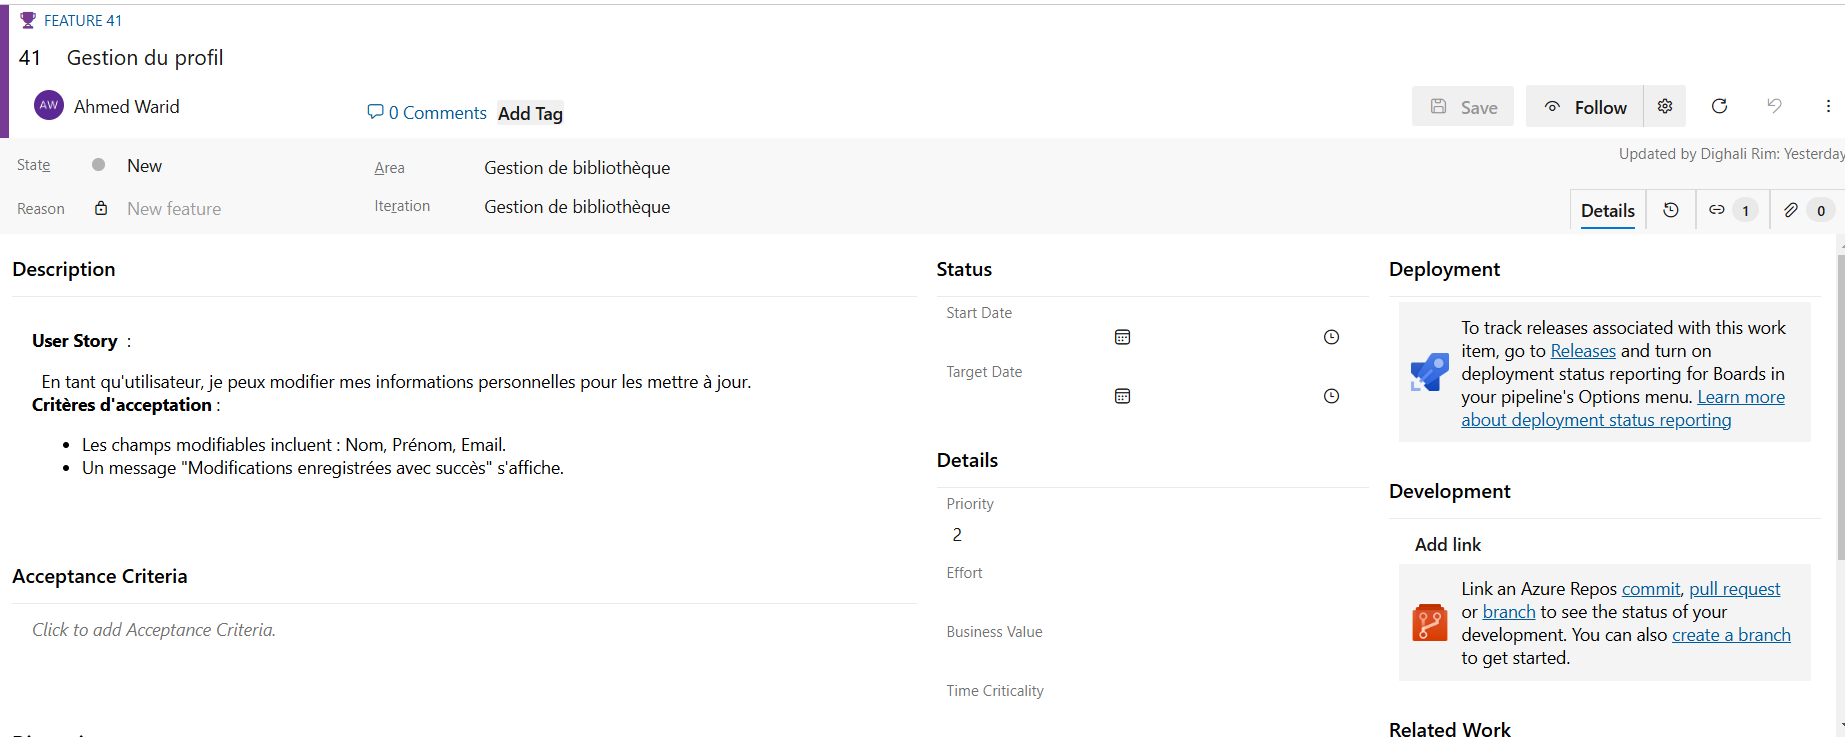 FEATURE 41
41 Gestion du profil
AW Ahmed Warid
0 Comments Add Tag
Save Follow
State New
Area Gestion de bibliothèque
Updated by Dighali Rim: Yesterday
Reason New feature
Iteration Gestion de bibliothèque
Details 1 0
Description
User Story :
En tant qu'utilisateur, je peux modifier mes informations personnelles pour les mettre à jour.
Critères d'acceptation :
• Les champs modifiables incluent : Nom, Prénom, Email.
• Un message "Modifications enregistrées avec succès" s'affiche.
Acceptance Criteria
Click to add Acceptance Criteria.
Status
Start Date
Target Date
Details
Priority
2
Effort
Business Value
Time Criticality
Deployment
To track releases associated with this work
item, go to Releases and turn on
deployment status reporting for Boards in
your pipeline's Options menu. Learn more
about deployment status reporting
Development
Add link
Link an Azure Repos commit, pull request
or branch to see the status of your
development. You can also create a branch
to get started.
Related Work